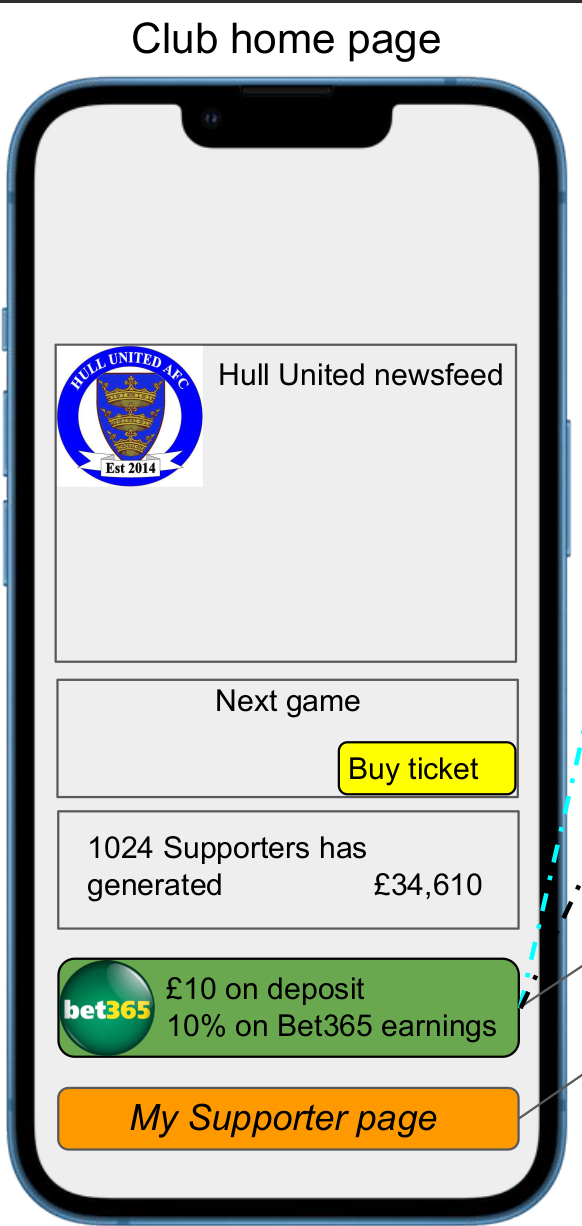 Club home page
HULL UNITED AFC
Est 2014
Hull United newsfeed
Next game
Buy ticket
1024 Supporters has
generated £34,610
bet365
£10 on deposit
10% on Bet365 earnings
My Supporter page